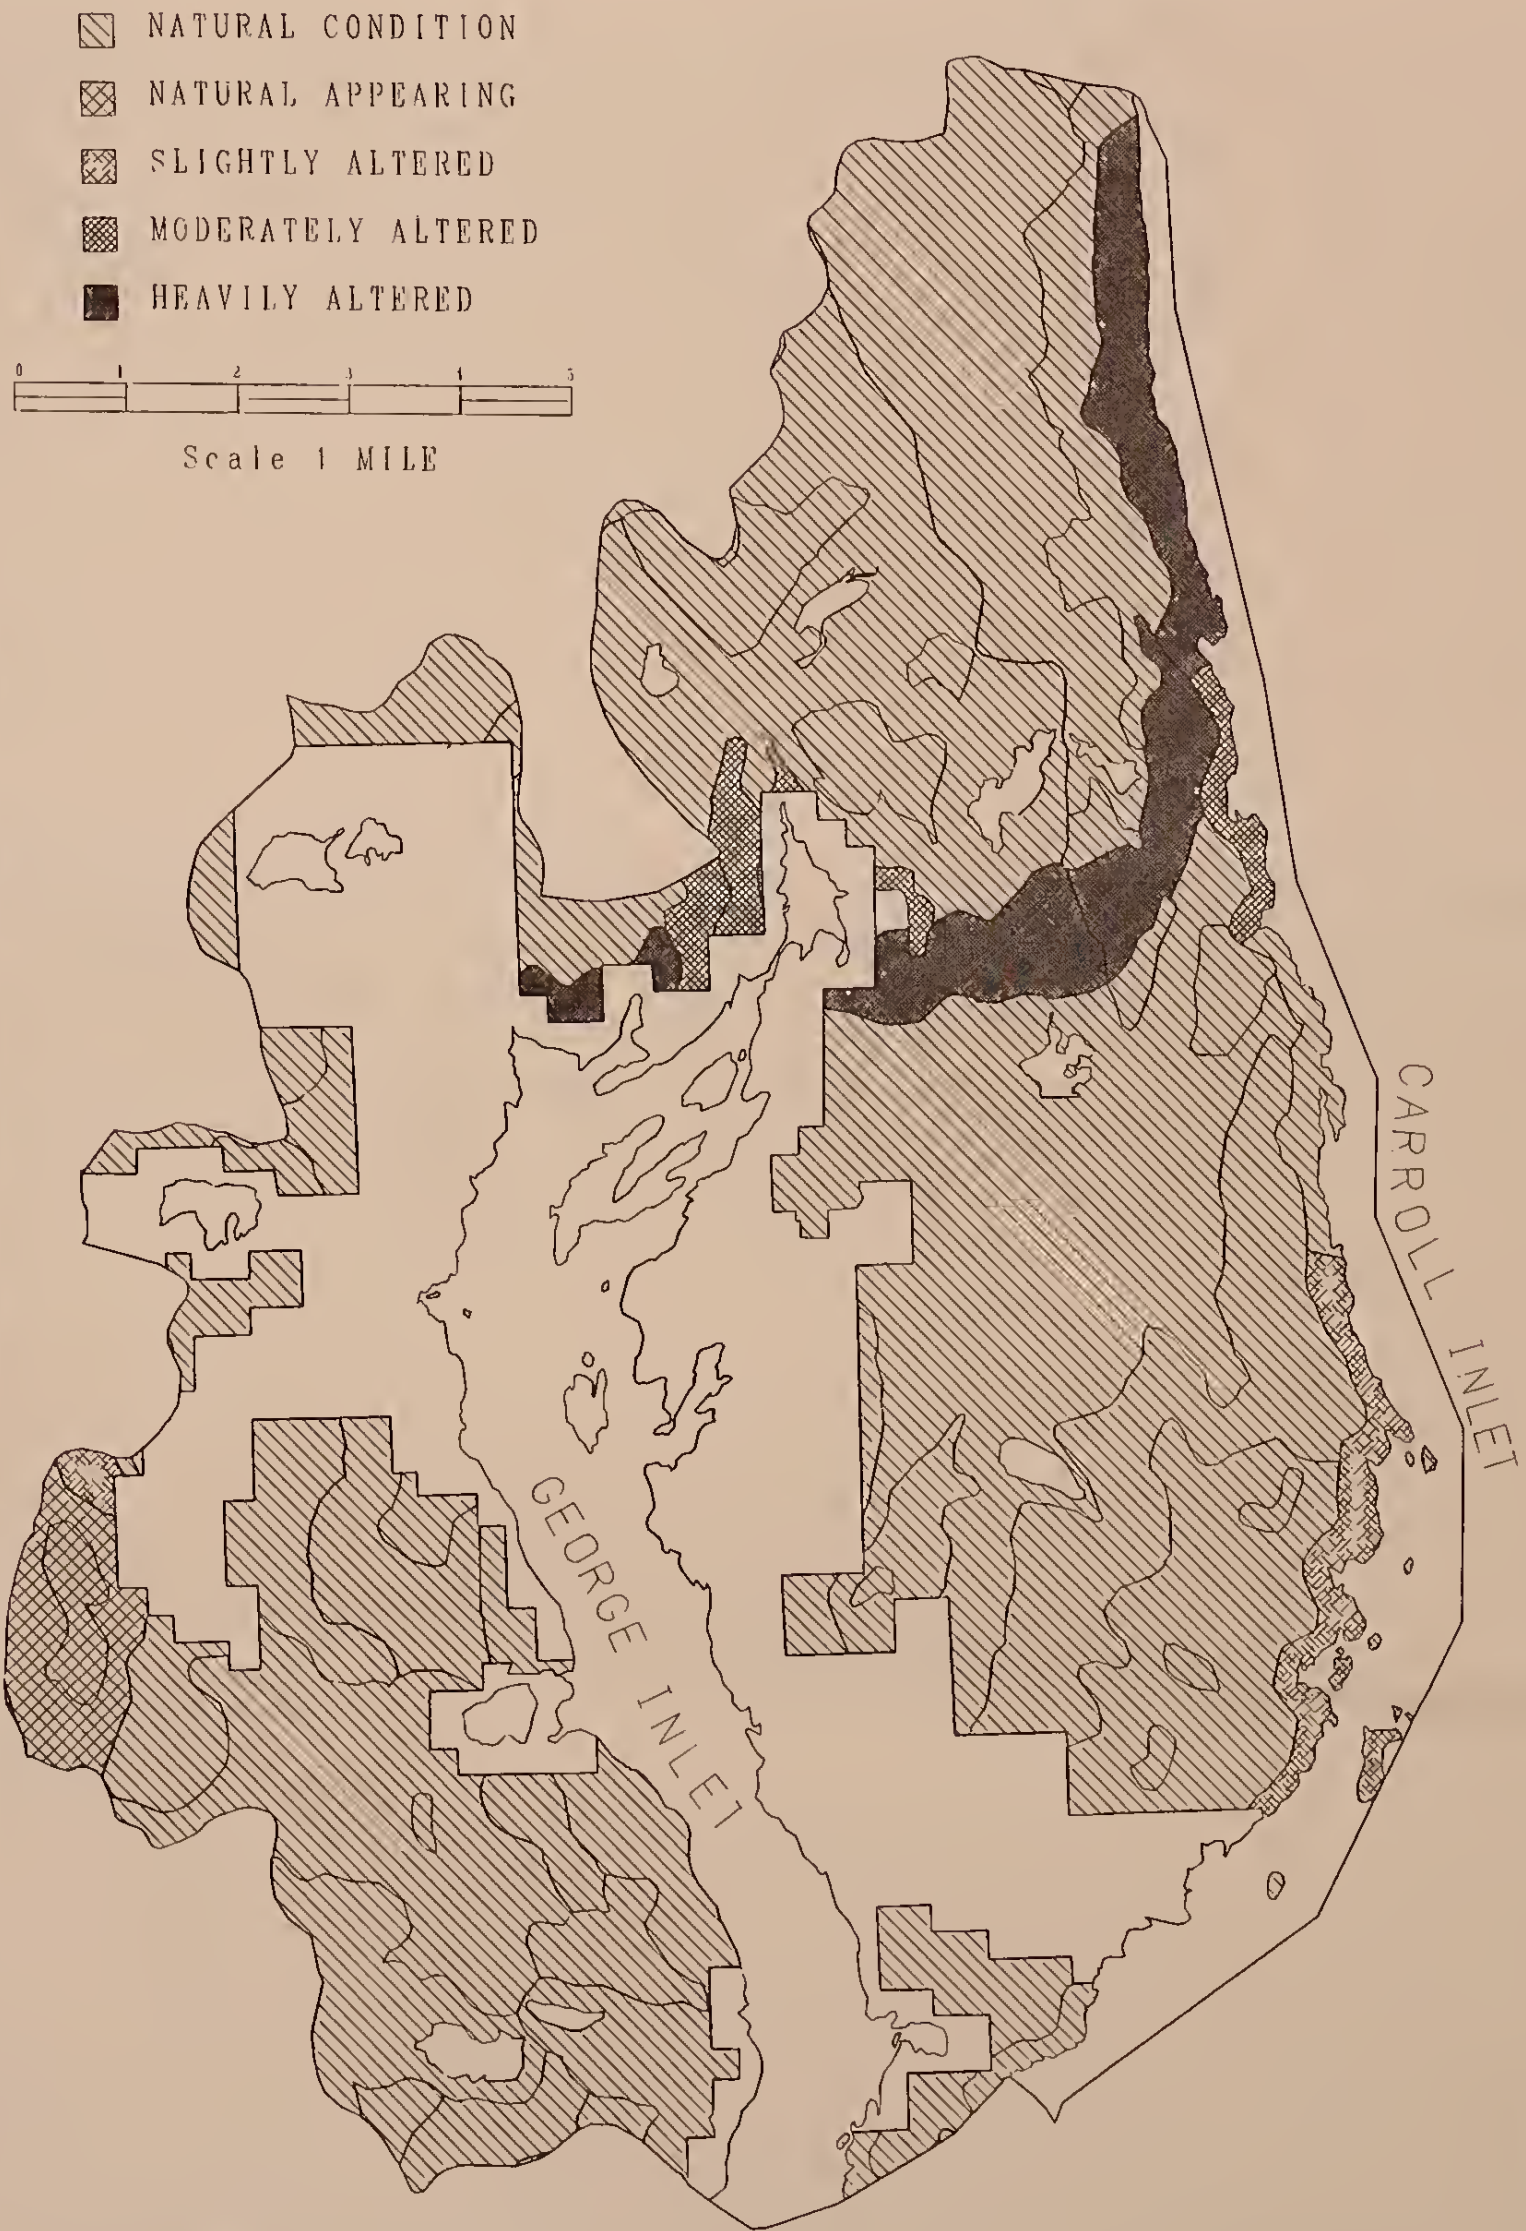 NATURAL CONDITION
NATURAL APPEARING
SLIGHTLY ALTERED
MODERATELY ALTERED
HEAVILY ALTERED
0 1 2 3 4 5
Scale 1 MILE
CARROLL INLET
GEORGE INLET